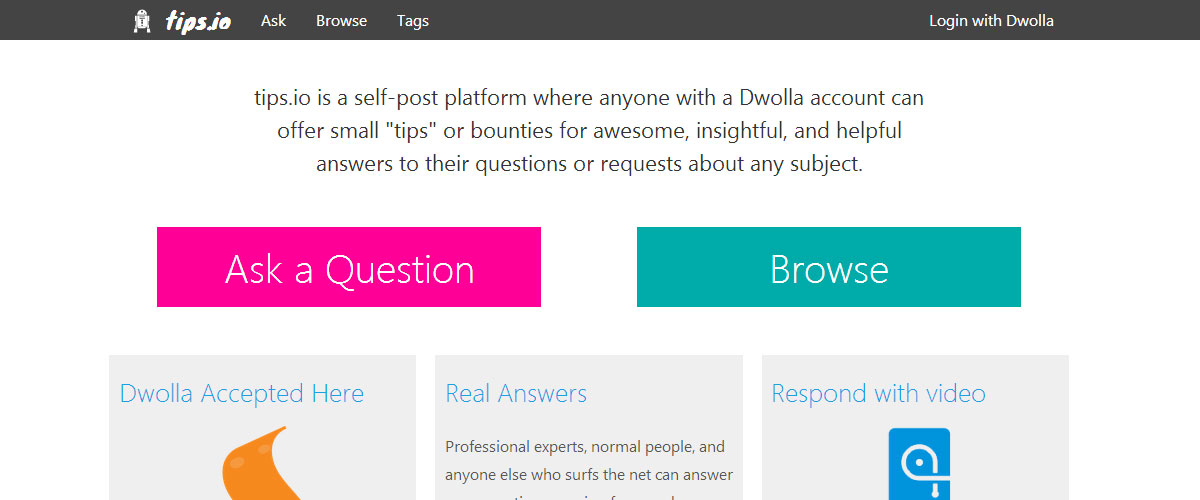 tips.io Ask Browse Tags Login with Dwolla
tips.io is a self-post platform where anyone with a Dwolla account can
offer small "tips" or bounties for awesome, insightful, and helpful
answers to their questions or requests about any subject.
Ask a Question Browse
Dwolla Accepted Here
Real Answers
Professional experts, normal people, and
anyone else who surfs the net can answer
Respond with video